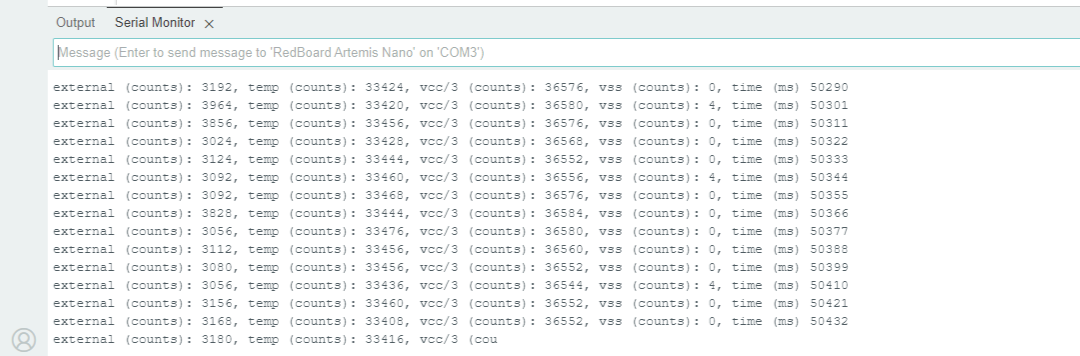 Output Serial Monitor ×
Message (Enter to send message to 'RedBoard Artemis Nano' on 'COM3')
external (counts): 3192, temp (counts): 33424, vcc/3 (counts): 36576, vss (counts): 0, time (ms) 50290
external (counts): 3964, temp (counts): 33420, vcc/3 (counts): 36580, vss (counts): 4, time (ms) 50301
external (counts): 3856, temp (counts): 33456, vcc/3 (counts): 36576, vss (counts): 0, time (ms) 50311
external (counts): 3024, temp (counts): 33428, vcc/3 (counts): 36568, vss (counts): 0, time (ms) 50322
external (counts): 3124, temp (counts): 33444, vcc/3 (counts): 36552, vss (counts): 0, time (ms) 50333
external (counts): 3092, temp (counts): 33460, vcc/3 (counts): 36556, vss (counts): 4, time (ms) 50344
external (counts): 3092, temp (counts): 33468, vcc/3 (counts): 36576, vss (counts): 0, time (ms) 50355
external (counts): 3828, temp (counts): 33444, vcc/3 (counts): 36584, vss (counts): 0, time (ms) 50366
external (counts): 3056, temp (counts): 33476, vcc/3 (counts): 36580, vss (counts): 0, time (ms) 50377
external (counts): 3112, temp (counts): 33456, vcc/3 (counts): 36560, vss (counts): 0, time (ms) 50388
external (counts): 3080, temp (counts): 33456, vcc/3 (counts): 36552, vss (counts): 0, time (ms) 50399
external (counts): 3056, temp (counts): 33436, vcc/3 (counts): 36544, vss (counts): 4, time (ms) 50410
external (counts): 3156, temp (counts): 33460, vcc/3 (counts): 36552, vss (counts): 0, time (ms) 50421
external (counts): 3168, temp (counts): 33408, vcc/3 (counts): 36552, vss (counts): 0, time (ms) 50432
external (counts): 3180, temp (counts): 33416, vcc/3 (cou